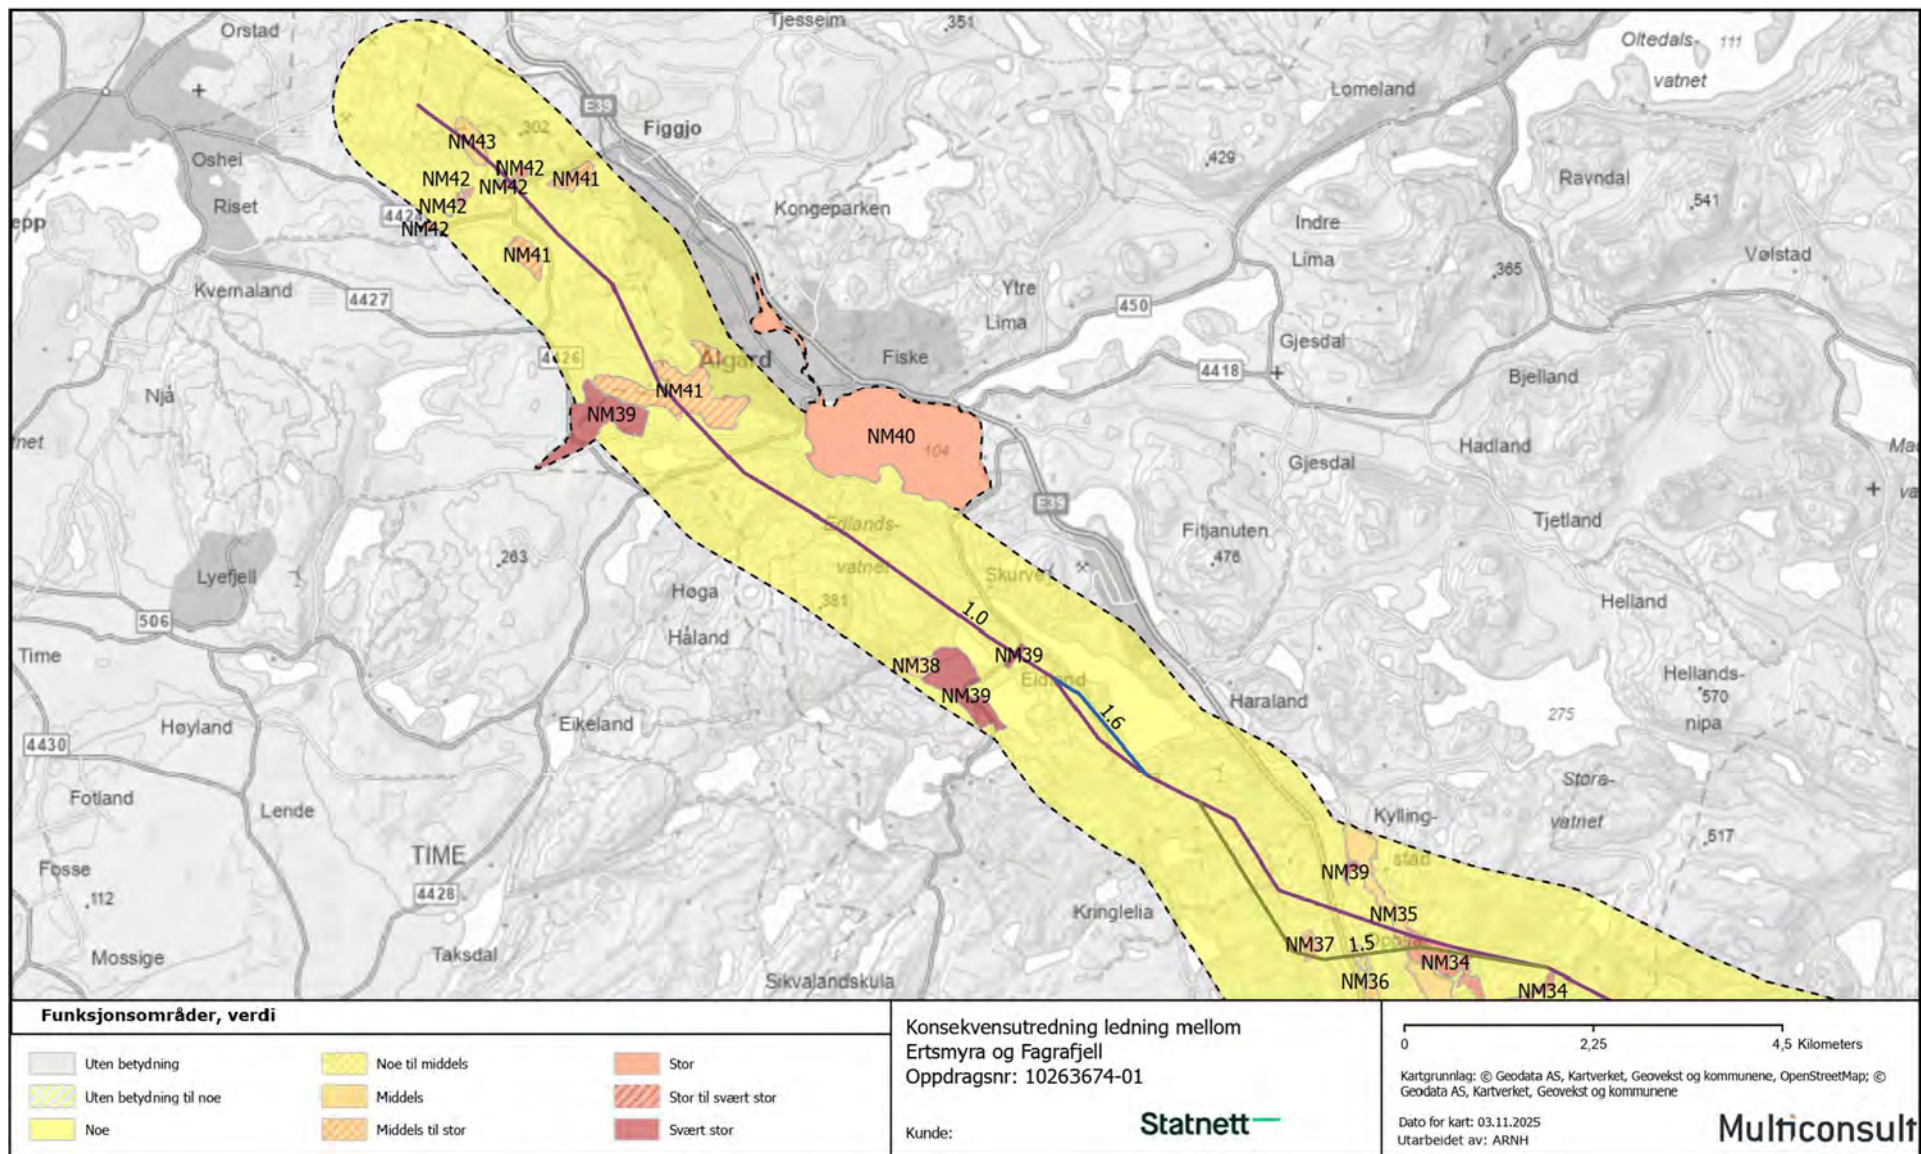 Orstad
Tjesseim
351
Oltedals-
111
vatnet
Lomeland
E39
Figgjo
302
NM43
Oshei
NM42
NM42
NM42
NM41
429
Ravndal
541
Riset
NM42
4424
NM42
epp
Kongeparken
Indre
Lima
Vølstad
NM41
365
Kvernaland
4427
Ytre
Lima
450
Gjesdal
4426
Ålgård
Fiske
4418
Bjelland
Njå
NM41
NM39
NM40
104
Hadland
Gjesdal
E39
Tjetland
Edlands-
vatnet
Fitjanuten
476
263
Lyefjell
Skurve
Høga
Håland
381
1.0
Helland
506
Time
NM38
NM39
Eidland
NM39
Hellands-
570
nipa
Høyland
Eikeland
1.6
Haraland
275
4430
Stora-
vatnet
Fotland
Lende
Kylling-
stad
517
TIME
Fosse
112
4428
NM39
Kringlelia
NM35
Mossige
Taksdal
Sikvalandskula
NM37
1.5
NM34
NM36
NM34
Funksjonsområder, verdi
Uten betydning
Uten betydning til noe
Noe
Noe til middels
Middels
Middels til stor
Stor
Stor til svært stor
Svært stor
Konsekvensutredning ledning mellom
Ertsmyra og Fagrafjell
Oppdragsnr: 10263674-01
Kunde:
Statnett
0
2,25
4,5 Kilometers
Kartgrunnlag: © Geodata AS, Kartverket, Geovekst og kommunene, OpenStreetMap; ©
Geodata AS, Kartverket, Geovekst og kommunene
Dato for kart: 03.11.2025
Utarbeidet av: ARNH
Multiconsult